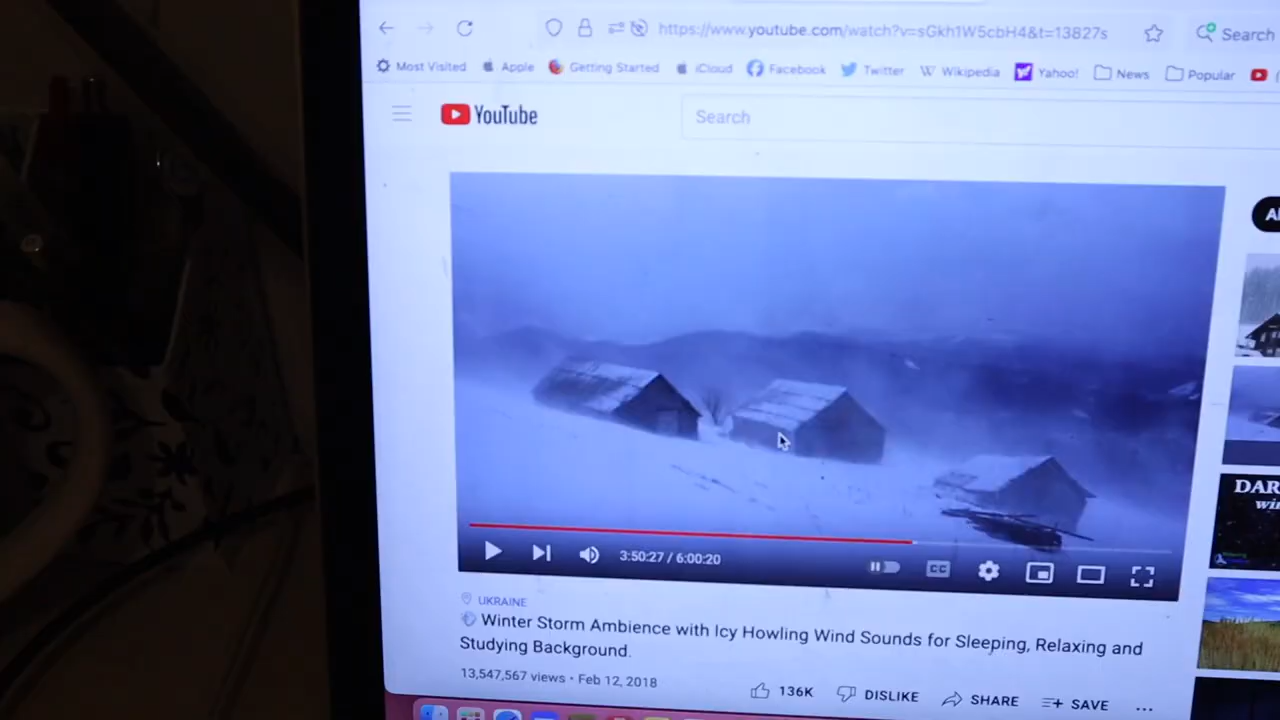 https://www.youtube.com/watch?v=sGkh1W5cbH4&t=13827s Search
Most Visited Apple Getting Started iCloud Facebook Twitter Wikipedia Yahoo! News Popular
YouTube Search
DAR
3:50:27 / 6:00:20 CC
UKRAINE
Winter Storm Ambience with Icy Howling Wind Sounds for Sleeping, Relaxing and
Studying Background.
13,547,567 views • Feb 12, 2018
136K DISLIKE SHARE SAVE ...